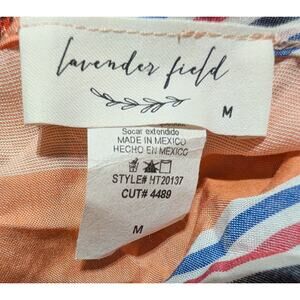 lavender field
M
Socar extendido
MADE IN MEXICO
HECHO EN MEXICO
STYLE# HT20137
CUT# 4489
M